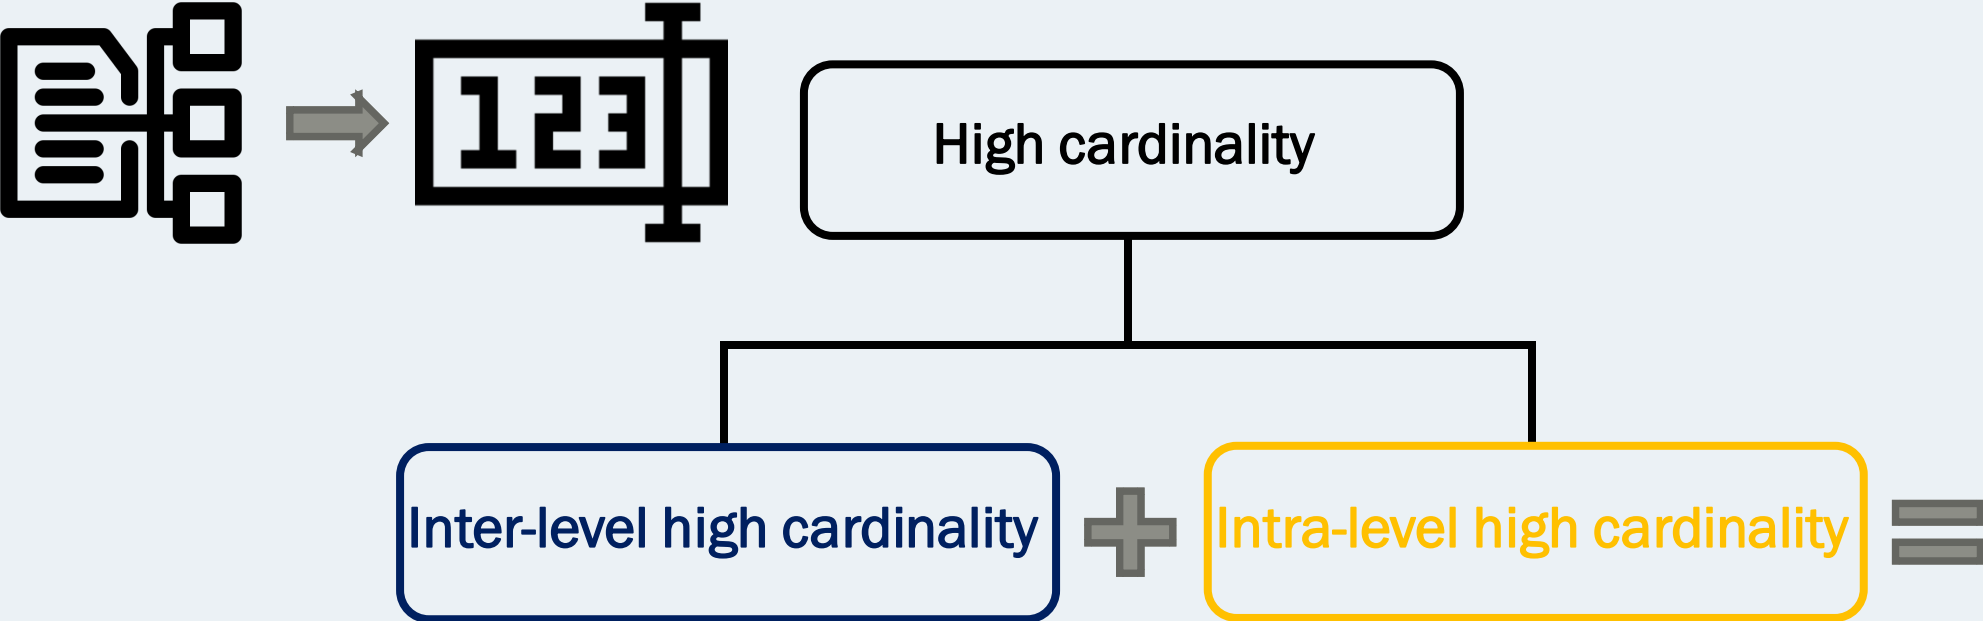 123
High cardinality
Inter-level high cardinality
Intra-level high cardinality